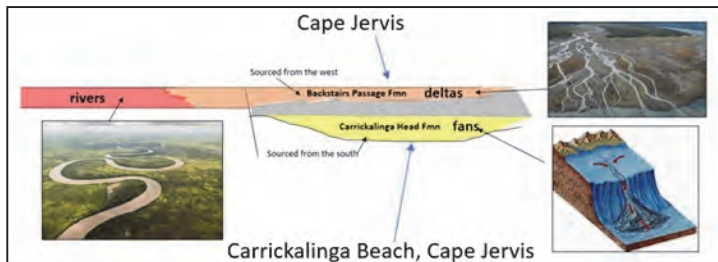 Cape Jervis
Sourced from the west
rivers
Backstairs Passage Fmn
deltas
Carrickalinga Head Fmn
fans
Sourced from the south
Carrickalinga Beach, Cape Jervis